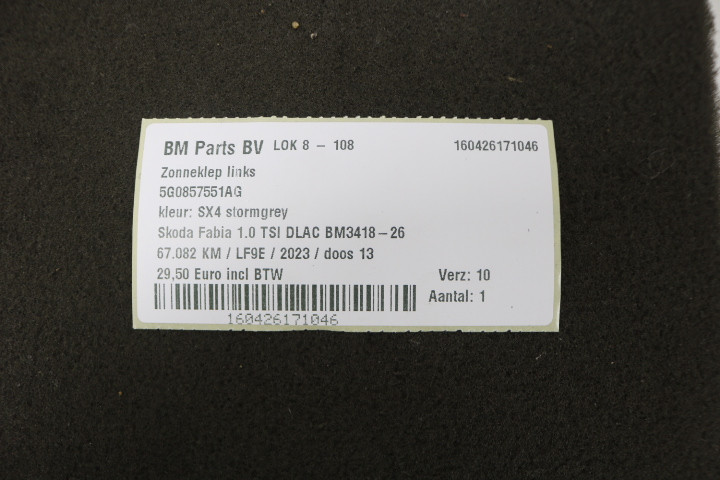 BM Parts BV LOK 8 - 108 160426171046
Zonneklep links
5G0857551AG
kleur: SX4 stormgrey
Skoda Fabia 1.0 TSI DLAC BM3418-26
67.082 KM / LF9E / 2023 / doos 13
29,50 Euro incl BTW Verz: 10
Aantal: 1
160426171046